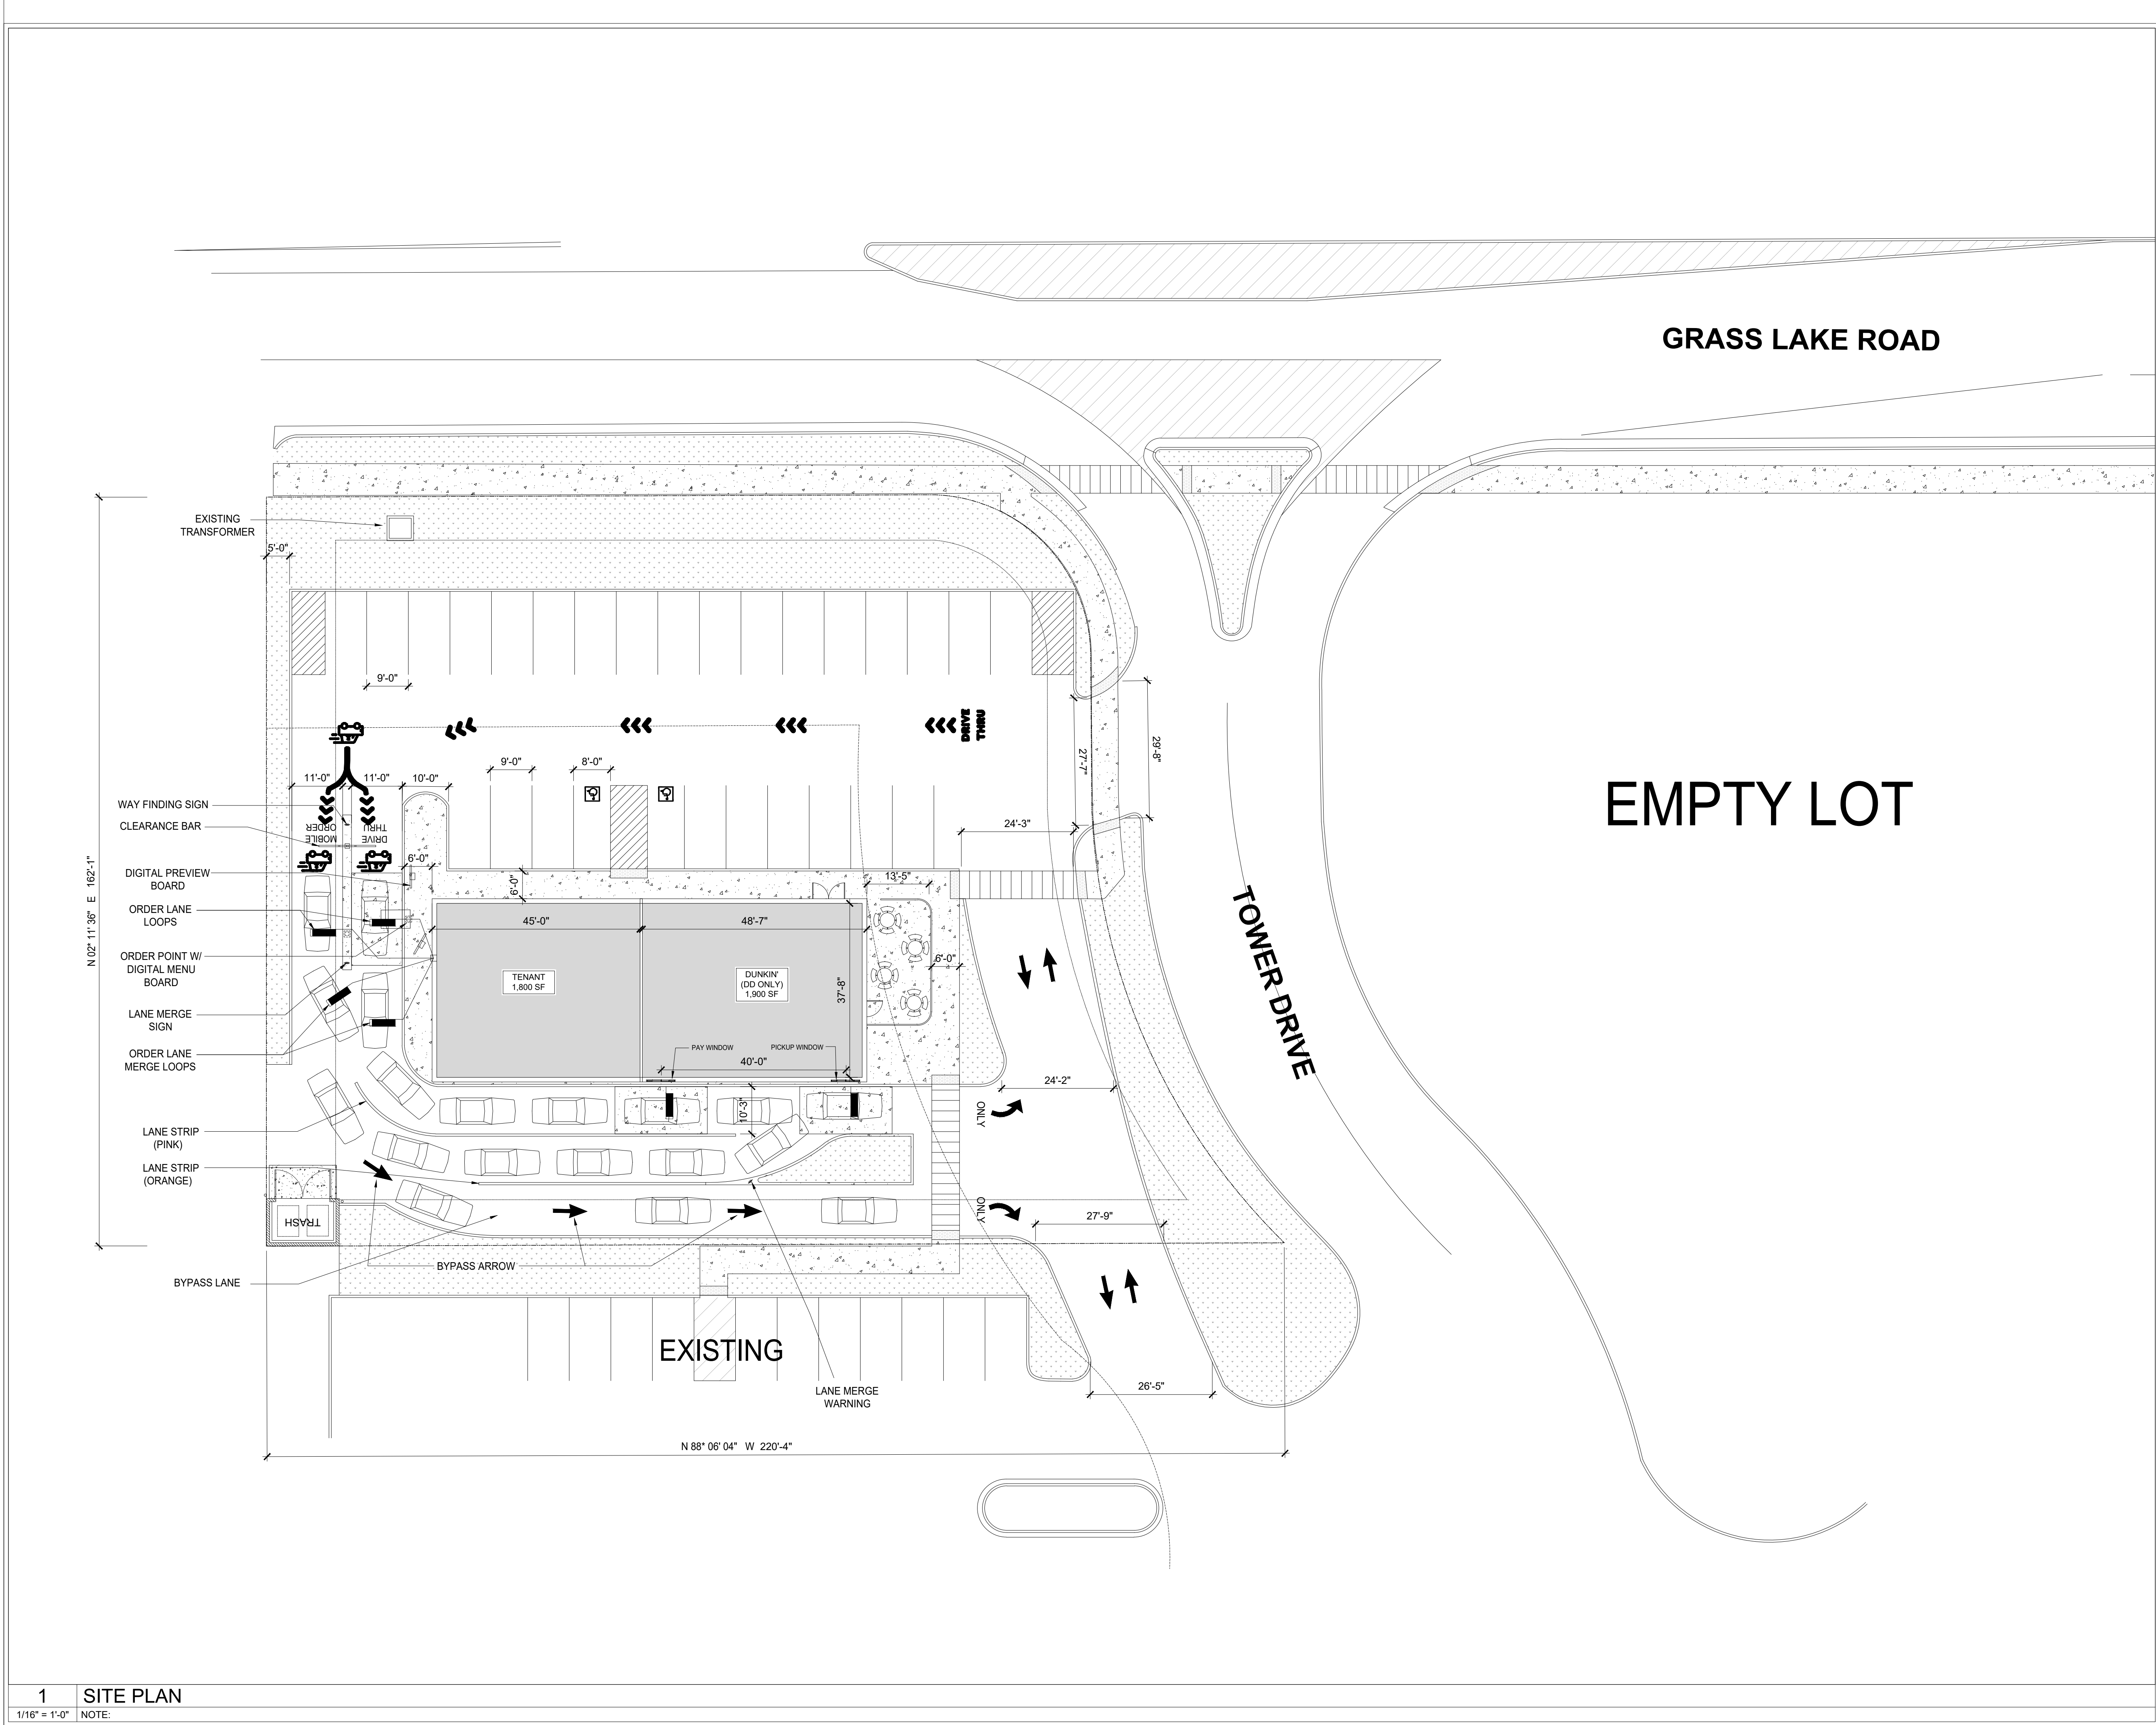 GRASS LAKE ROAD
EXISTING
TRANSFORMER
5'-0"
9'-0"
DRIVE
THRU
27'-7"
29'-8"
11'-0"
11'-0"
10'-0"
9'-0"
8'-0"
EMPTY LOT
WAY FINDING SIGN
CLEARANCE BAR
MOBILE
ORDER
DRIVE
THRU
24'-3"
6'-0"
6'-0"
13'-5"
DIGITAL PREVIEW
BOARD
N 02° 11' 36" E 162'-1"
ORDER LANE
LOOPS
45'-0"
48'-7"
TOWER DRIVE
ORDER POINT W/
DIGITAL MENU
BOARD
TENANT
1,800 SF
DUNKIN'
(DD ONLY)
1,900 SF
37'-8"
6'-0"
LANE MERGE
SIGN
ORDER LANE
MERGE LOOPS
PAY WINDOW
PICKUP WINDOW
40'-0"
24'-2"
10'-3"
ONLY
LANE STRIP
(PINK)
LANE STRIP
(ORANGE)
TRASH
ONLY
27'-9"
BYPASS ARROW
BYPASS LANE
EXISTING
LANE MERGE
WARNING
26'-5"
N 88° 06' 04" W 220'-4"
1 SITE PLAN
1/16" = 1'-0" NOTE: